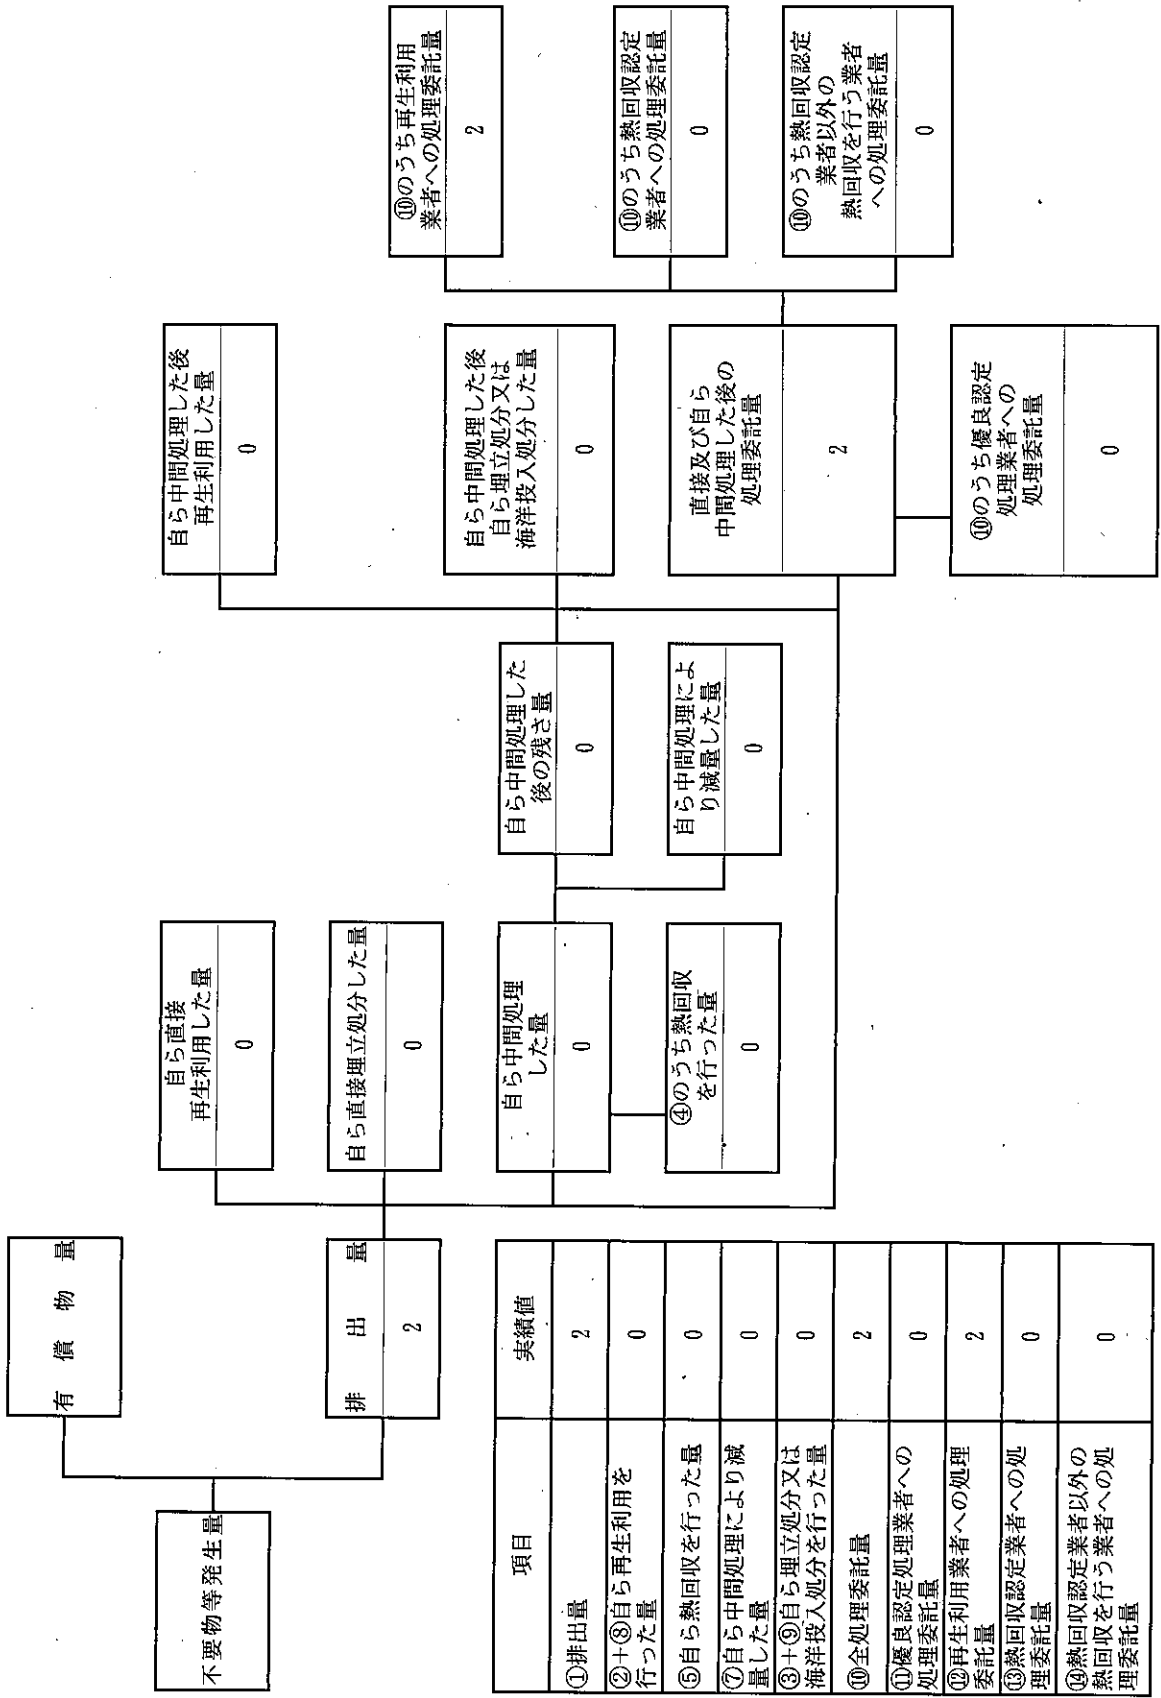 不要物等発生量
有償物量
排出量
2
自ら直接
再生利用した量
0
自ら直接埋立処分した量
0
自ら中間処理
した量
0
④のうち熱回収
を行った量
0
自ら中間処理した
後の残さ量
0
自ら中間処理によ
り減量した量
0
自ら中間処理した後
再生利用した量
0
自ら中間処理した後
自ら埋立処分又は
海洋投入処分した量
0
直接及び自ら
中間処理した後の
処理委託量
2
⑩のうち優良認定
処理業者への
処理委託量
0
⑩のうち再生利用
業者への処理委託量
2
⑩のうち熱回収認定
業者への処理委託量
0
⑩のうち熱回収認定
業者以外の
熱回収を行う業者
への処理委託量
0
項目 実績値
①排出量 2
②+⑧自ら再生利用を
行った量 0
⑤自ら熱回収を行った量 0
⑦自ら中間処理により減
量した量 0
③+⑨自ら埋立処分又は
海洋投入処分を行った量 0
⑩全処理委託量 2
⑪優良認定処理業者への
処理委託量 0
⑫再生利用業者への処理
委託量 2
⑬熱回収認定業者への処
理委託量 0
⑭熱回収認定業者以外の
熱回収を行う業者への処
理委託量 0